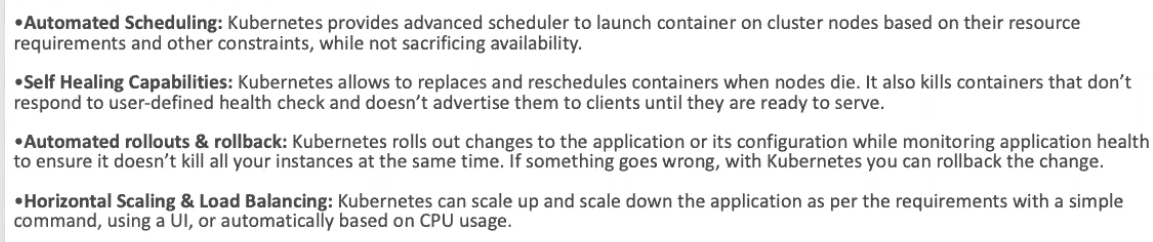 •Automated Scheduling: Kubernetes provides advanced scheduler to launch container on cluster nodes based on their resource
requirements and other constraints, while not sacrificing availability.
•Self Healing Capabilities: Kubernetes allows to replaces and reschedules containers when nodes die. It also kills containers that don’t
respond to user-defined health check and doesn’t advertise them to clients until they are ready to serve.
•Automated rollouts & rollback: Kubernetes rolls out changes to the application or its configuration while monitoring application health
to ensure it doesn’t kill all your instances at the same time. If something goes wrong, with Kubernetes you can rollback the change.
•Horizontal Scaling & Load Balancing: Kubernetes can scale up and scale down the application as per the requirements with a simple
command, using a UI, or automatically based on CPU usage.